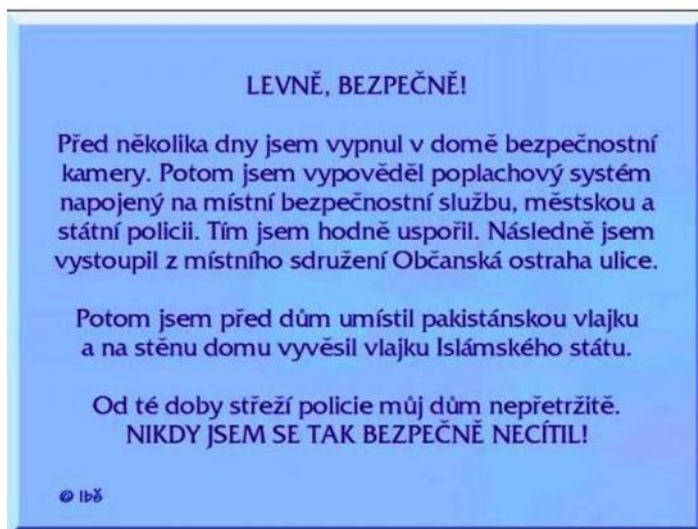 LEVNĚ, BEZPEČNĚ!
Před několika dny jsem vypnul v domě bezpečnostní
kamery. Potom jsem vypověděl poplachový systém
napojený na místní bezpečnostní službu, městskou a
státní policii. Tím jsem hodně uspořil. Následně jsem
vystoupil z místního sdružení Občanská ostraha ulice.
Potom jsem před dům umístil pakistánskou vlajku
a na stěnu domu vyvěsil vlajku Islámského státu.
Od té doby střeží policie můj dům nepřetržitě.
NIKDY JSEM SE TAK BEZPEČNĚ NECÍTIL!